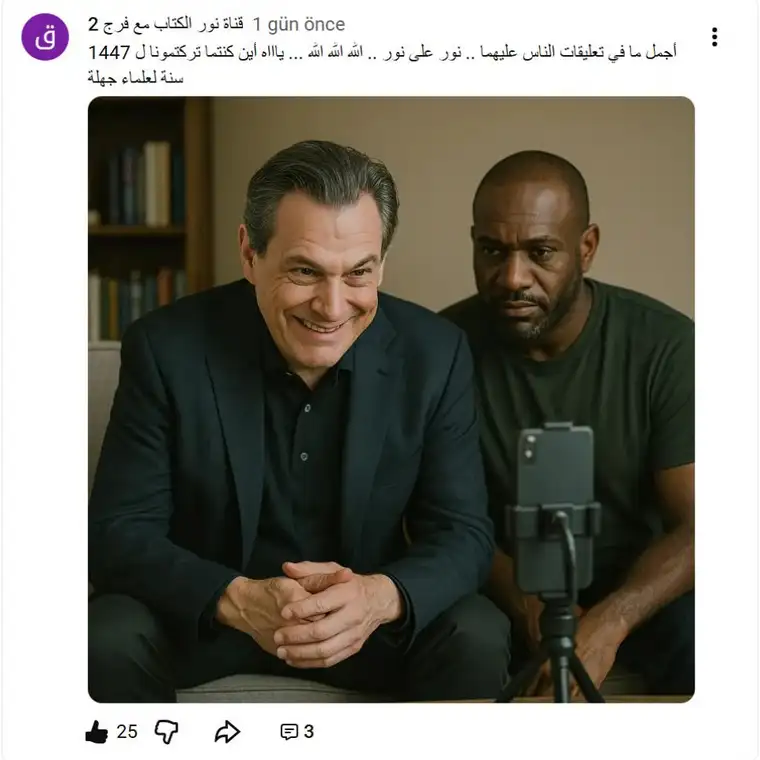 قناة نور الكتاب مع فرج 2 1 gün önce
أجمل ما في تعليقات الناس عليهما .. نور على نور .. الله الله الله ... ياااه أين كنتما تركتمونا ل 1447
سنة لعلماء جهلة
ق
25 3